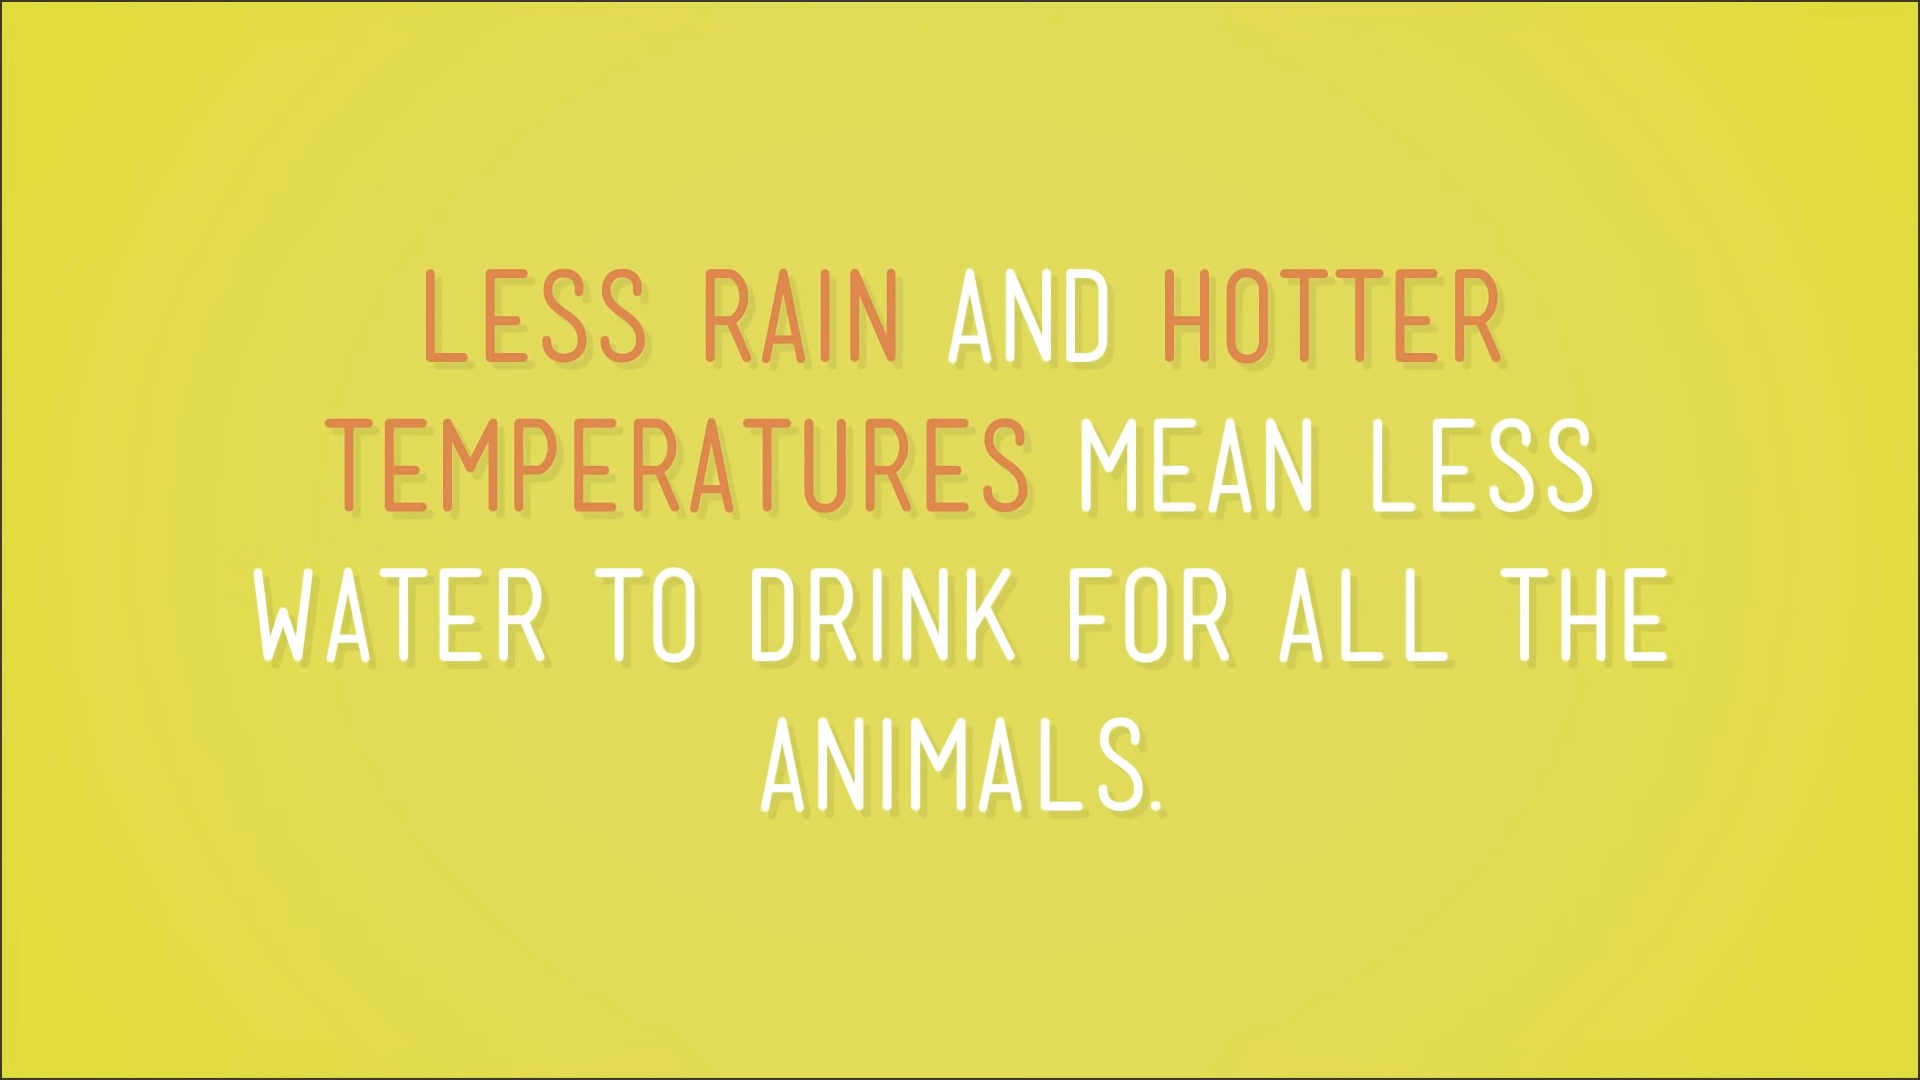 LESS RAIN AND HOTTER
TEMPERATURES MEAN LESS
WATER TO DRINK FOR ALL THE
ANIMALS.